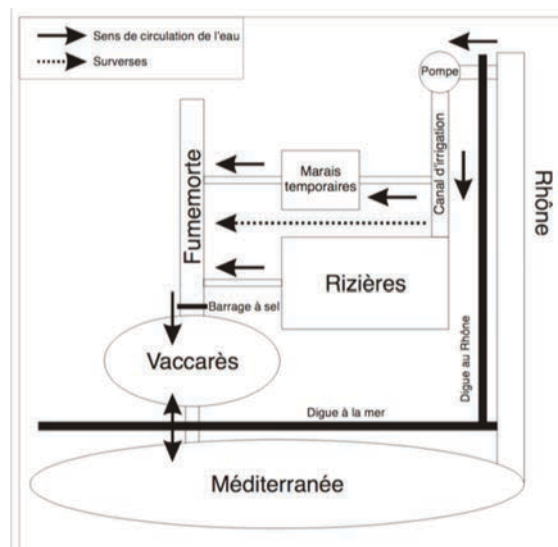 Sens de circulation de l'eau
Surverses
Pompe
Canal d'irrigation
Rhône
Marais
temporaires
Fumemorte
Rizières
Barrage à sel
Vaccarès
Digue au Rhône
Digue à la mer
Méditerranée